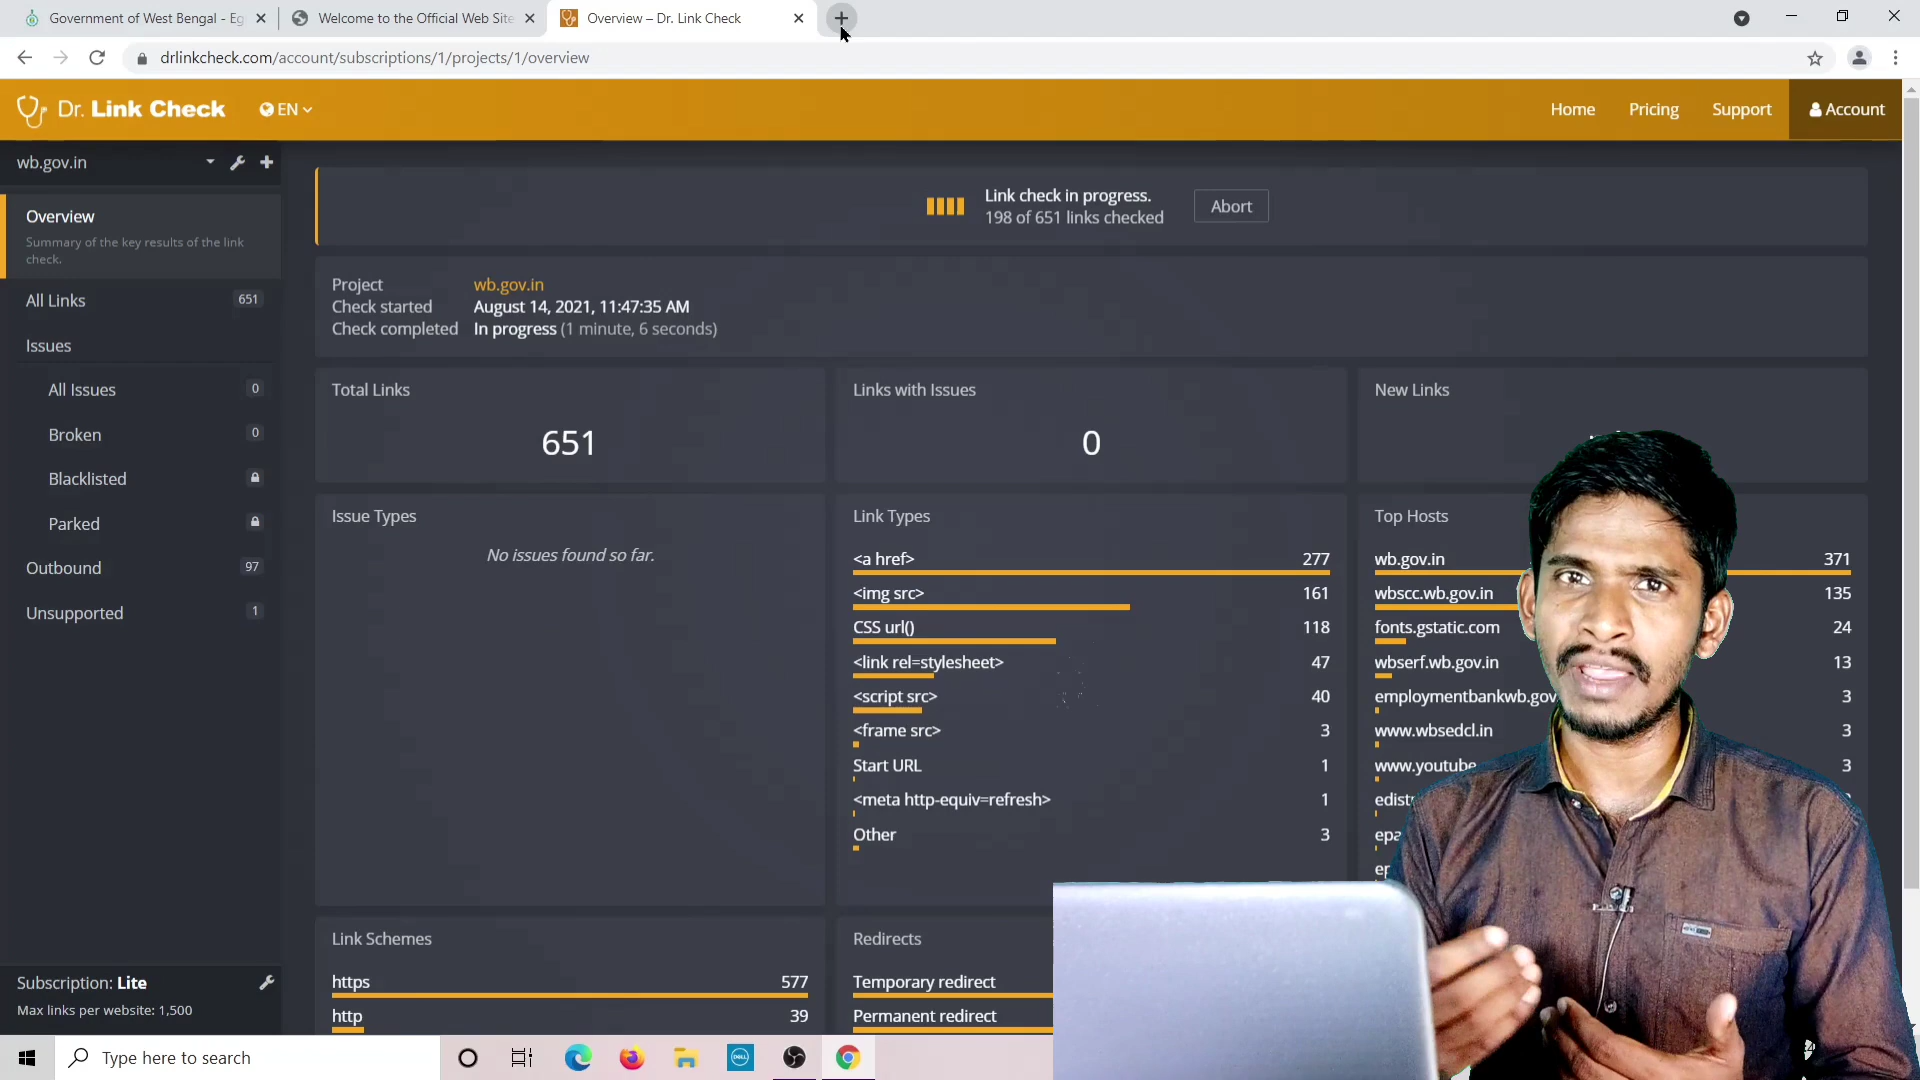 Government of West Bengal - Eg
Welcome to the Official Web Site
Overview – Dr. Link Check
drlinkcheck.com/account/subscriptions/1/projects/1/overview
Dr. Link Check
EN
Home
Pricing
Support
Account
wb.gov.in
Overview
Summary of the key results of the link
check.
All Links 651
Issues
All Issues 0
Broken 0
Blacklisted
Parked
Outbound 97
Unsupported 1
Subscription: Lite
Max links per website: 1,500
Link check in progress.
198 of 651 links checked
Abort
Project wb.gov.in
Check started August 14, 2021, 11:47:35 AM
Check completed In progress (1 minute, 6 seconds)
Total Links
651
Links with Issues
0
New Links
Issue Types
No issues found so far.
Link Types
<a href> 277
<img src> 161
CSS url() 118
<link rel=stylesheet> 47
<script src> 40
<frame src> 3
Start URL 1
<meta http-equiv=refresh> 1
Other 3
Top Hosts
wb.gov.in 371
wbscc.wb.gov.in 135
fonts.gstatic.com 24
wbserf.wb.gov.in 13
employmentbankwb.gov 3
www.wbsedcl.in 3
www.youtube 3
Link Schemes
https 577
http 39
Redirects
Temporary redirect
Permanent redirect
Type here to search
DELL